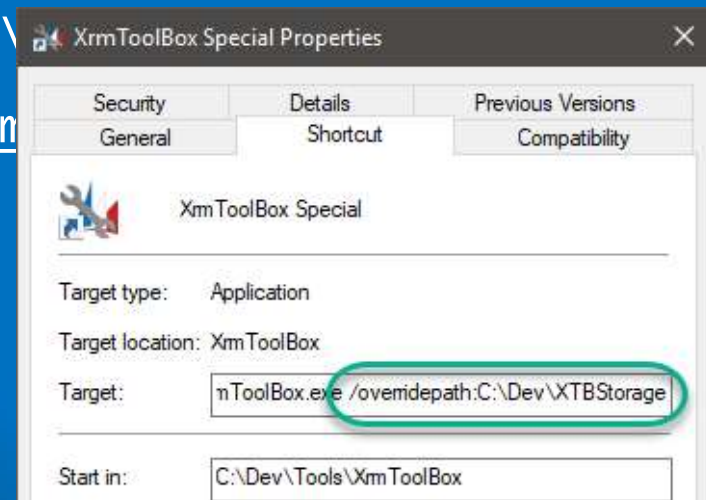 \
XrmToolBox Special Properties
Security Details Previous Versions
m
General Shortcut Compatibility
XrmToolBox Special
Target type: Application
Target location: XrmToolBox
Target: mToolBox.exe /overridepath:C:\Dev\XTBStorage
Start in: C:\Dev\Tools\XrmToolBox